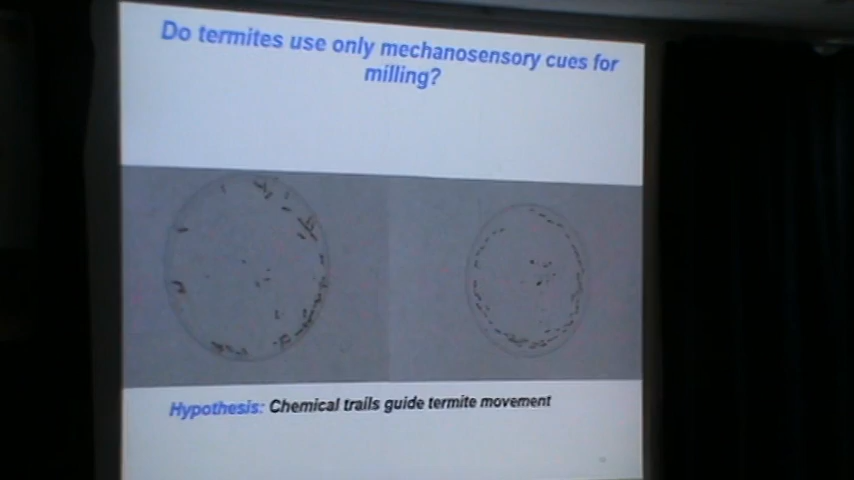 Do termites use only mechanosensory cues for
milling?
Hypothesis: Chemical trails guide termite movement